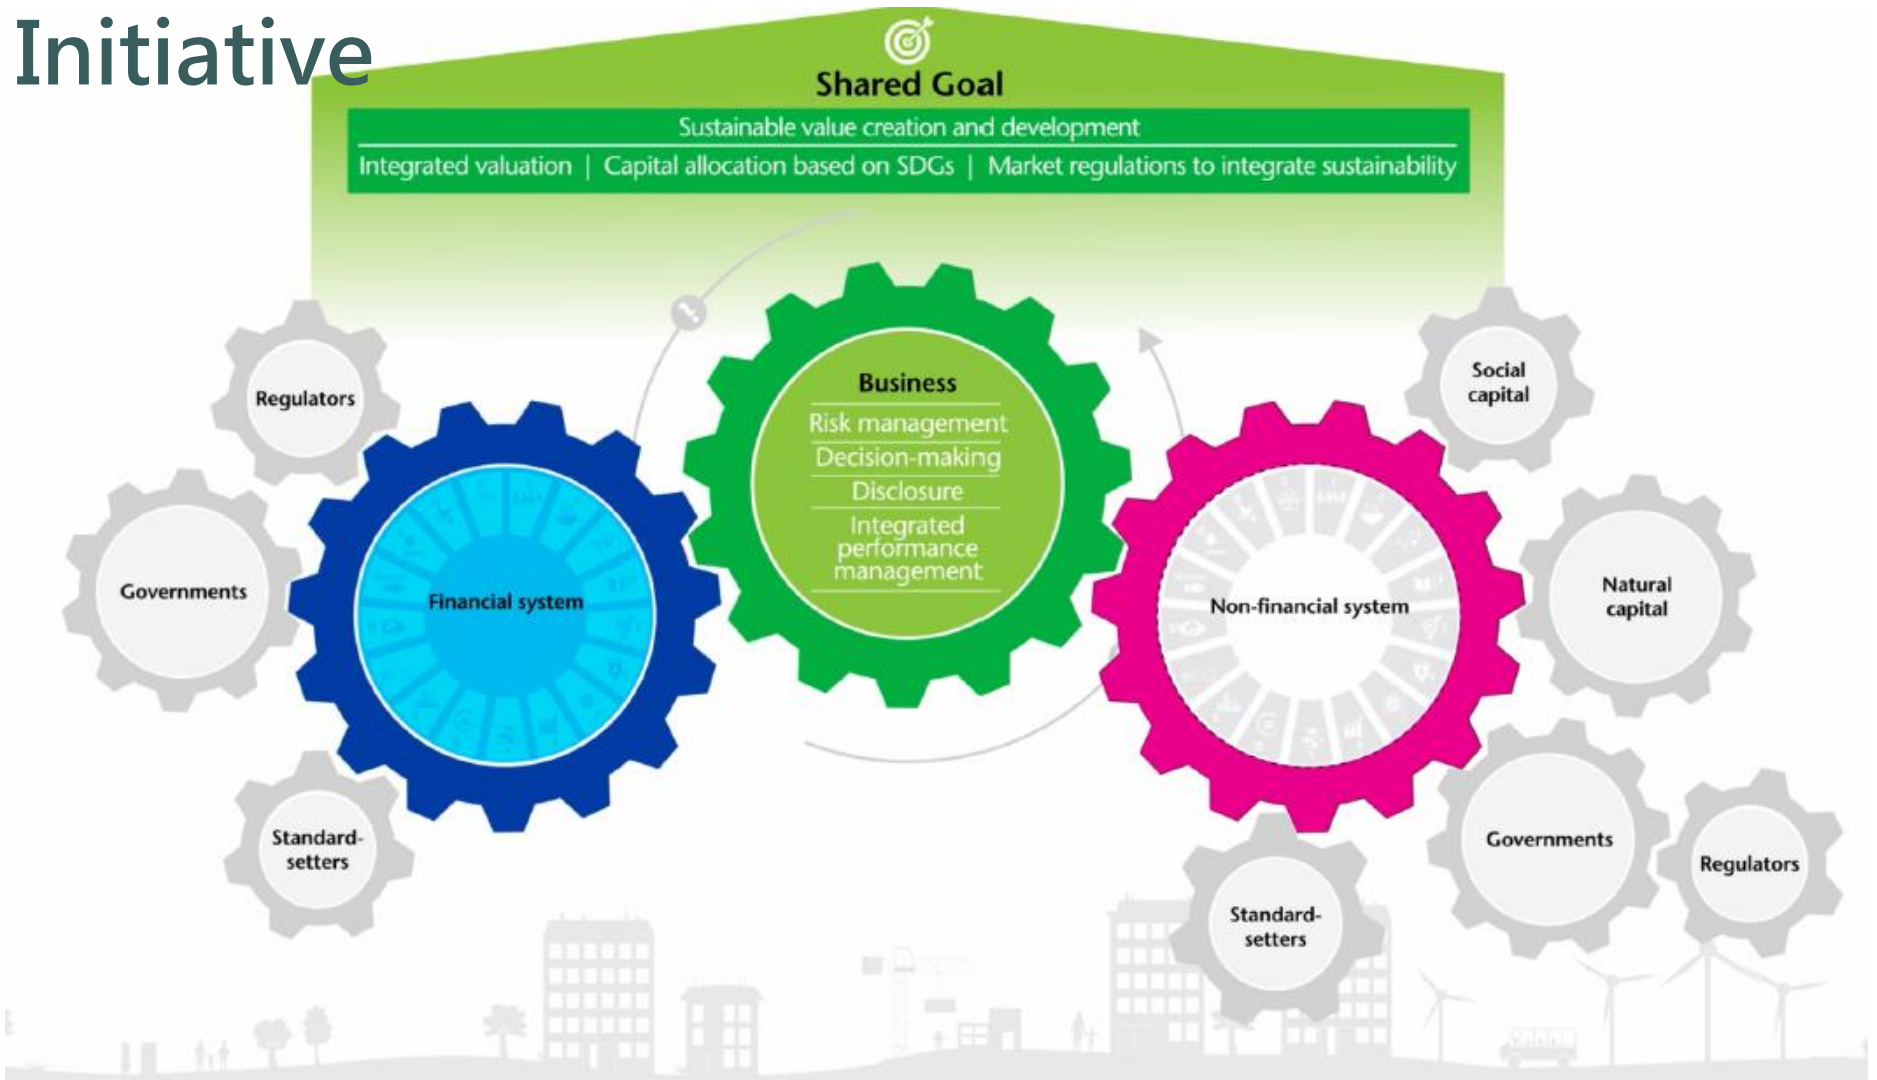 Initiative
Shared Goal
Sustainable value creation and development
Integrated valuation | Capital allocation based on SDGs | Market regulations to integrate sustainability
Regulators
Governments
Standard-
setters
Financial system
Business
Risk management
Decision-making
Disclosure
Integrated
performance
management
Non-financial system
Social
capital
Natural
capital
Governments
Regulators
Standard-
setters